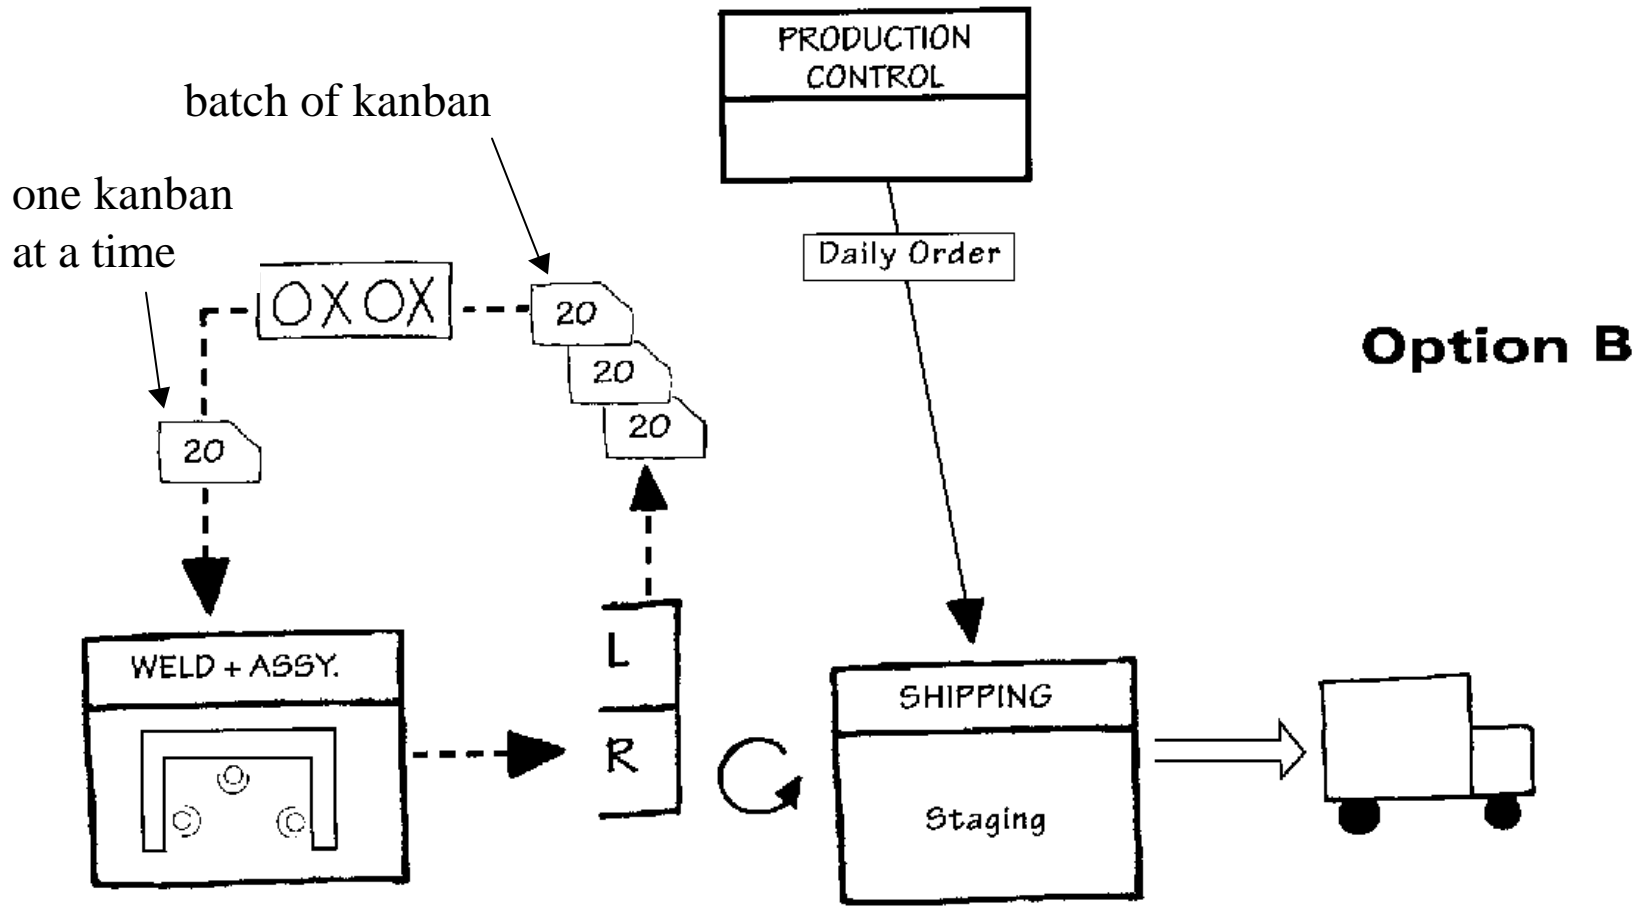 PRODUCTION
CONTROL
batch of kanban
one kanban
at a time
Daily Order
OXOX
20
20
20
20
Option B
WELD + ASSY.
L
R
SHIPPING
Staging